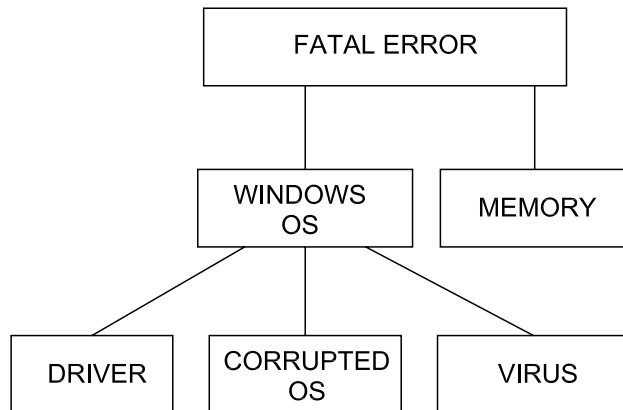 FATAL ERROR
WINDOWS
OS
MEMORY
DRIVER
CORRUPTED
OS
VIRUS